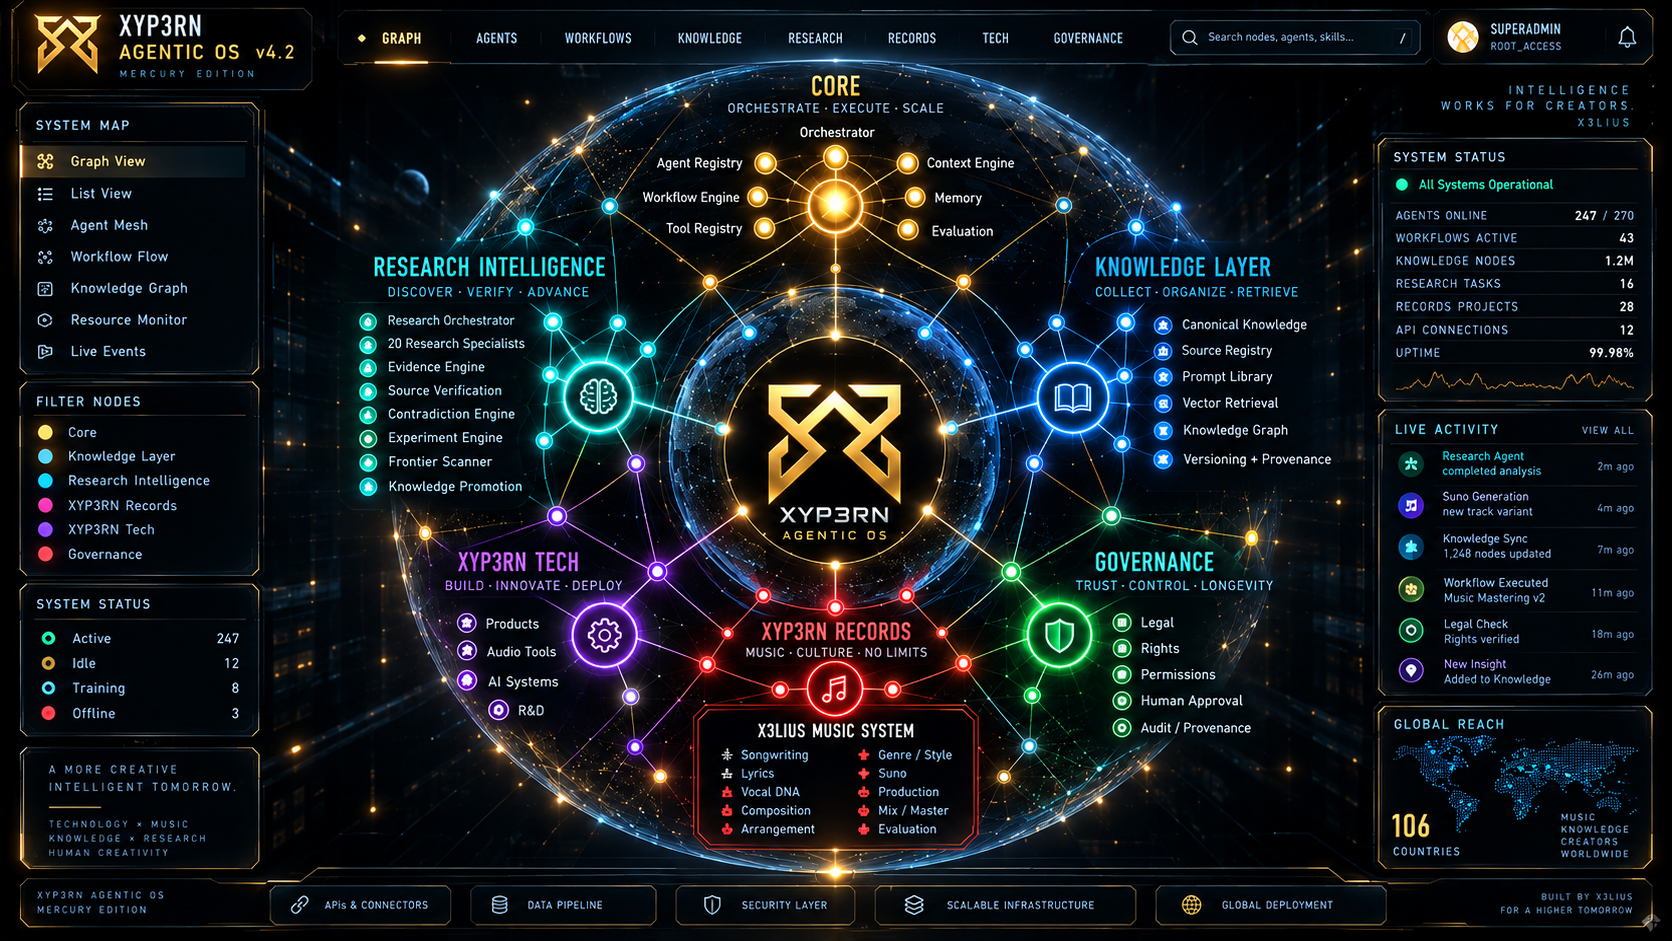 XYP3RN
AGENTIC OS v4.2
MERCURY EDITION
GRAPH
AGENTS
WORKFLOWS
KNOWLEDGE
RESEARCH
RECORDS
TECH
GOVERNANCE
Search nodes, agents, skills...
/
SUPERADMIN
ROOT_ACCESS
INTELLIGENCE
WORKS FOR CREATORS.
X3LIUS
SYSTEM MAP
Graph View
List View
Agent Mesh
Workflow Flow
Knowledge Graph
Resource Monitor
Live Events
FILTER NODES
Core
Knowledge Layer
Research Intelligence
XYP3RN Records
XYP3RN Tech
Governance
SYSTEM STATUS
Active 247
Idle 12
Training 8
Offline 3
A MORE CREATIVE
INTELLIGENT TOMORROW.
TECHNOLOGY × MUSIC
KNOWLEDGE × RESEARCH
HUMAN CREATIVITY
CORE
ORCHESTRATE · EXECUTE · SCALE
Orchestrator
Agent Registry
Context Engine
Workflow Engine
Memory
Tool Registry
Evaluation
RESEARCH INTELLIGENCE
DISCOVER · VERIFY · ADVANCE
Research Orchestrator
20 Research Specialists
Evidence Engine
Source Verification
Contradiction Engine
Experiment Engine
Frontier Scanner
Knowledge Promotion
KNOWLEDGE LAYER
COLLECT · ORGANIZE · RETRIEVE
Canonical Knowledge
Source Registry
Prompt Library
Vector Retrieval
Knowledge Graph
Versioning + Provenance
XYP3RN
AGENTIC OS
XYP3RN TECH
BUILD · INNOVATE · DEPLOY
Products
Audio Tools
AI Systems
R&D
XYP3RN RECORDS
MUSIC · CULTURE · NO LIMITS
X3LIUS MUSIC SYSTEM
Songwriting
Lyrics
Vocal DNA
Composition
Arrangement
Genre / Style
Suno
Production
Mix / Master
Evaluation
GOVERNANCE
TRUST · CONTROL · LONGEVITY
Legal
Rights
Permissions
Human Approval
Audit / Provenance
SYSTEM STATUS
All Systems Operational
AGENTS ONLINE 247 / 270
WORKFLOWS ACTIVE 43
KNOWLEDGE NODES 1.2M
RESEARCH TASKS 16
RECORDS PROJECTS 28
API CONNECTIONS 12
UPTIME 99.98%
LIVE ACTIVITY VIEW ALL
Research Agent
completed analysis
2m ago
Suno Generation
new track variant
4m ago
Knowledge Sync
1,248 nodes updated
7m ago
Workflow Executed
Music Mastering v2
11m ago
Legal Check
Rights verified
18m ago
New Insight
Added to Knowledge
26m ago
GLOBAL REACH
106
COUNTRIES
MUSIC
KNOWLEDGE
CREATORS
WORLDWIDE
XYP3RN AGENTIC OS
MERCURY EDITION
APIs & CONNECTORS
DATA PIPELINE
SECURITY LAYER
SCALABLE INFRASTRUCTURE
GLOBAL DEPLOYMENT
BUILT BY X3LIUS
FOR A HIGHER TOMORROW